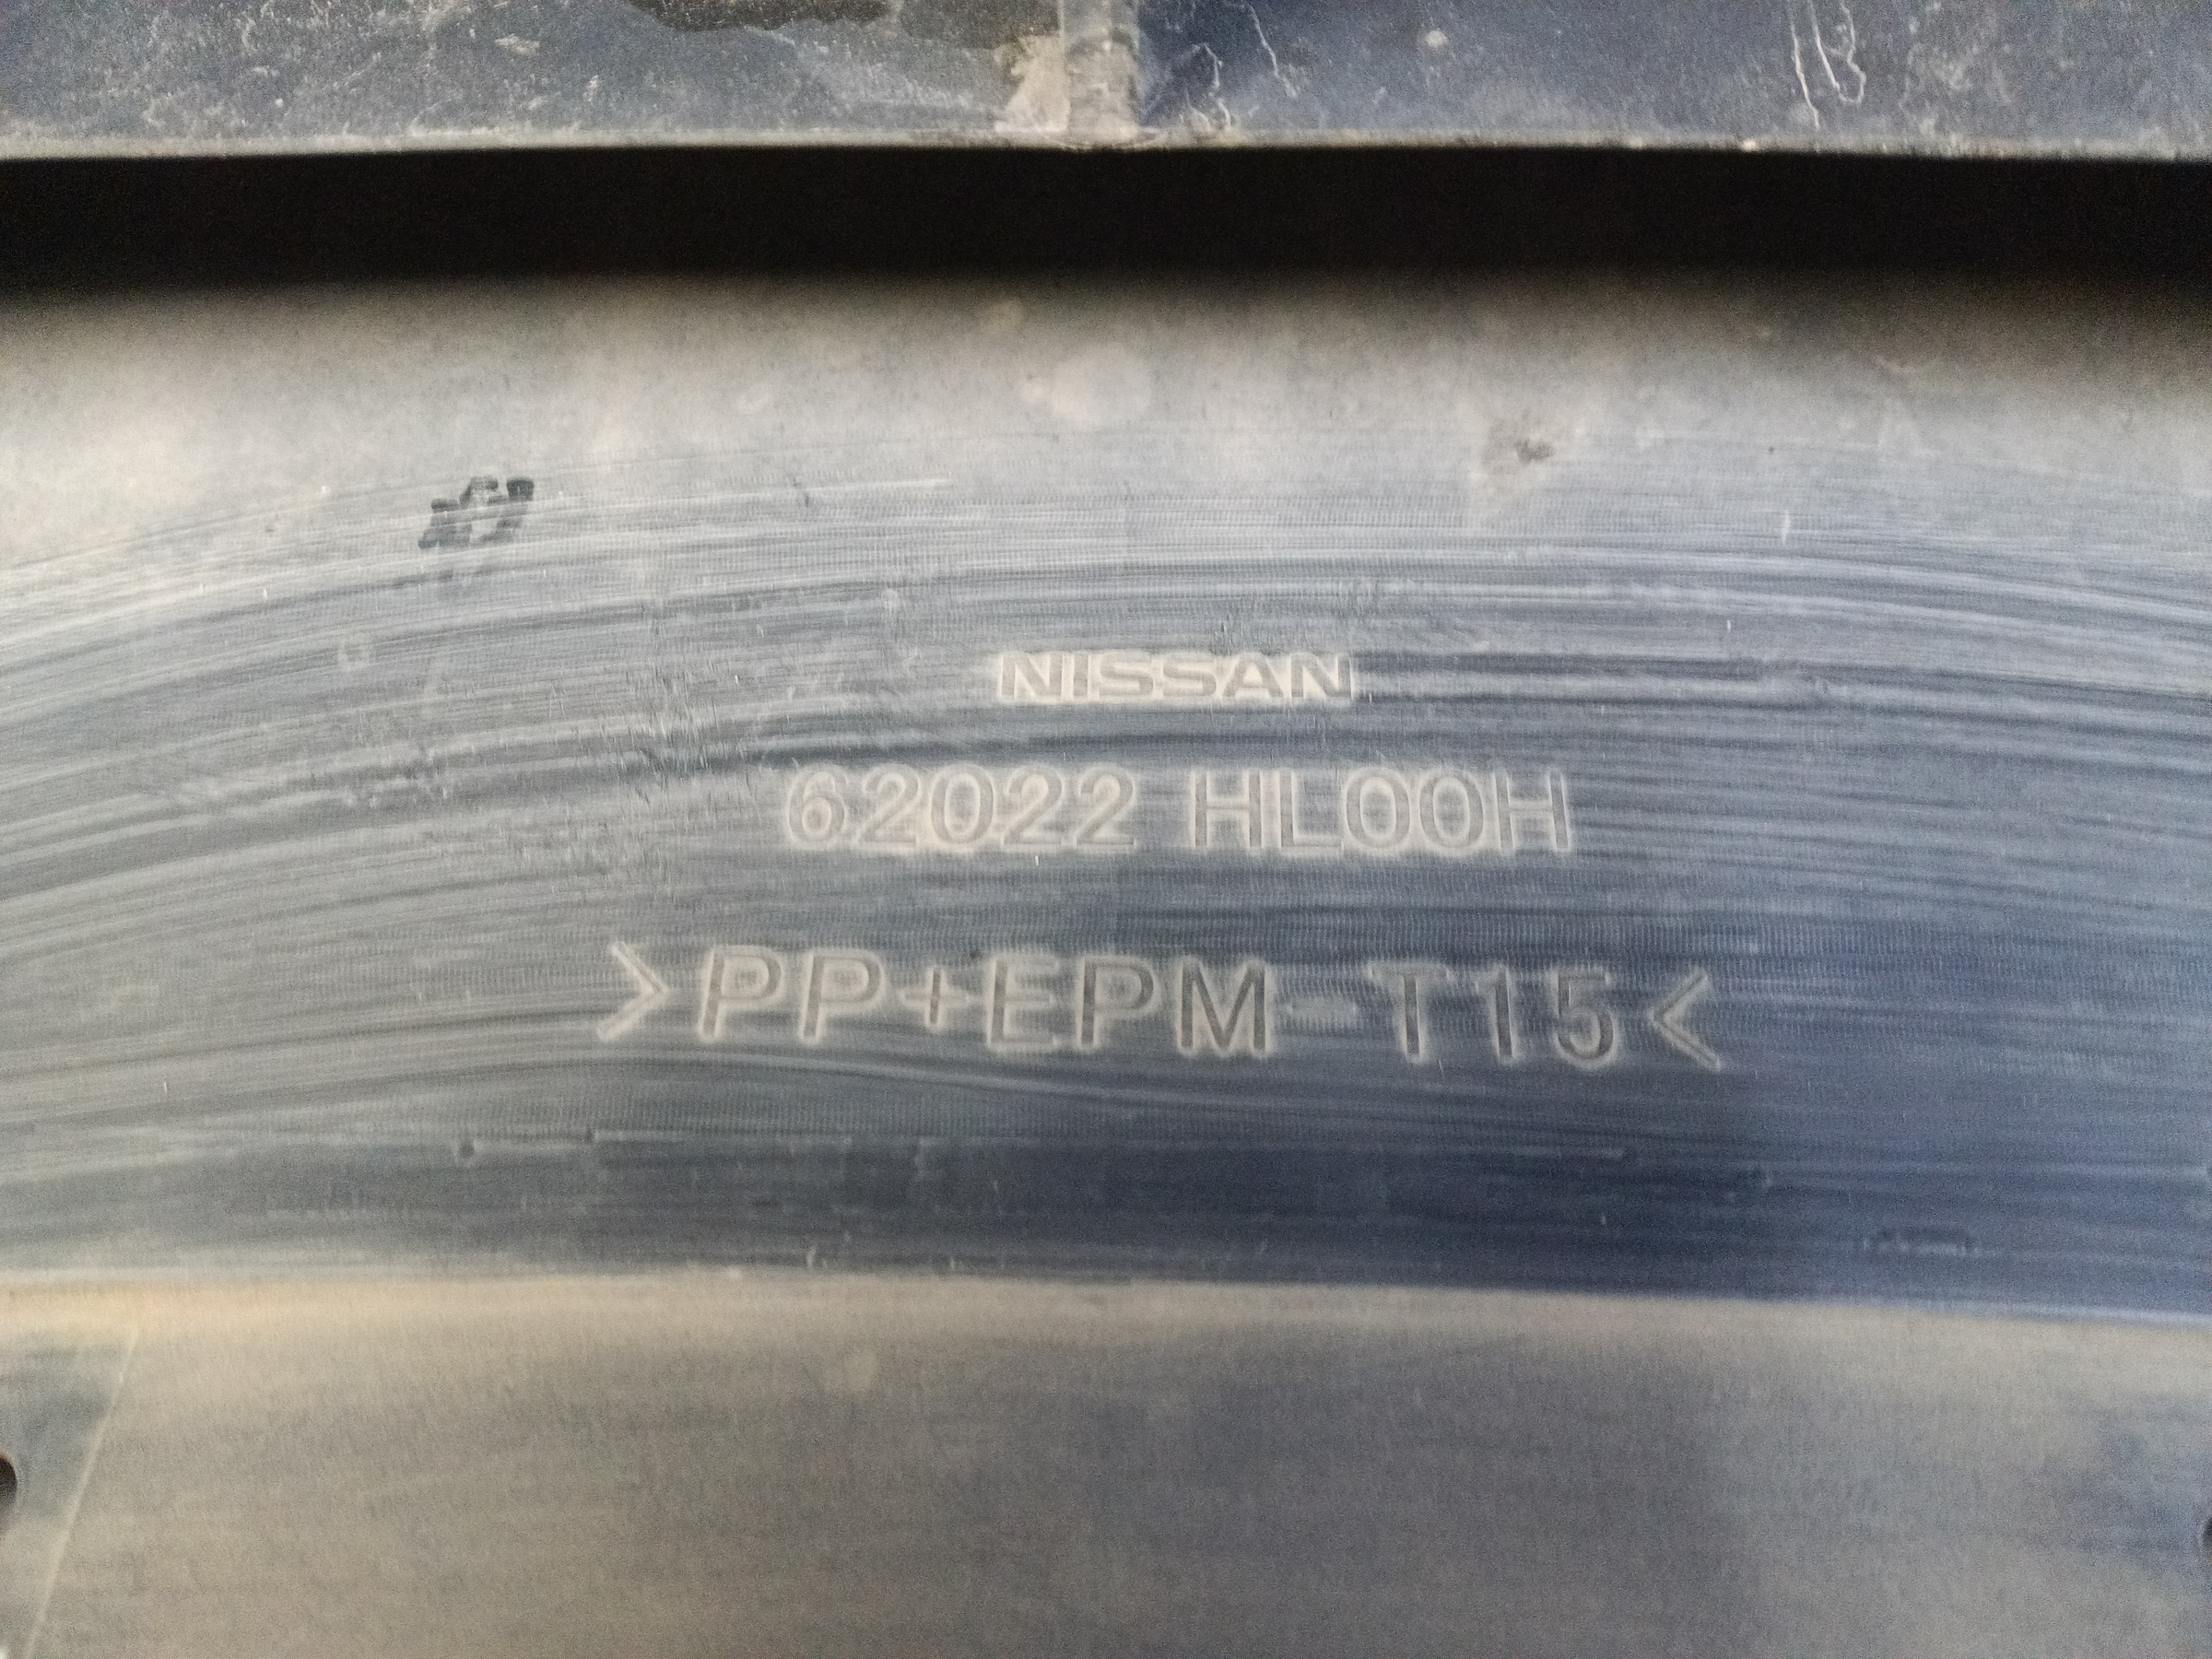 NISSAN
62022 HL00H
>PP+EPM-T15<